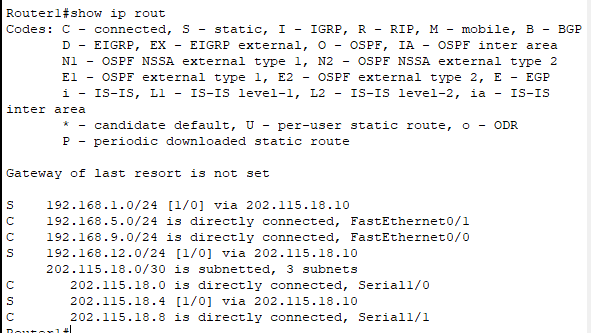 Router1#show ip rout
Codes: C - connected, S - static, I - IGRP, R - RIP, M - mobile, B - BGP
       D - EIGRP, EX - EIGRP external, O - OSPF, IA - OSPF inter area
       N1 - OSPF NSSA external type 1, N2 - OSPF NSSA external type 2
       E1 - OSPF external type 1, E2 - OSPF external type 2, E - EGP
       i - IS-IS, L1 - IS-IS level-1, L2 - IS-IS level-2, ia - IS-IS
inter area
       * - candidate default, U - per-user static route, o - ODR
       P - periodic downloaded static route

Gateway of last resort is not set

S    192.168.1.0/24 [1/0] via 202.115.18.10
C    192.168.5.0/24 is directly connected, FastEthernet0/1
C    192.168.9.0/24 is directly connected, FastEthernet0/0
S    192.168.12.0/24 [1/0] via 202.115.18.10
     202.115.18.0/30 is subnetted, 3 subnets
C       202.115.18.0 is directly connected, Serial1/0
S       202.115.18.4 [1/0] via 202.115.18.10
C       202.115.18.8 is directly connected, Serial1/1
Router1#